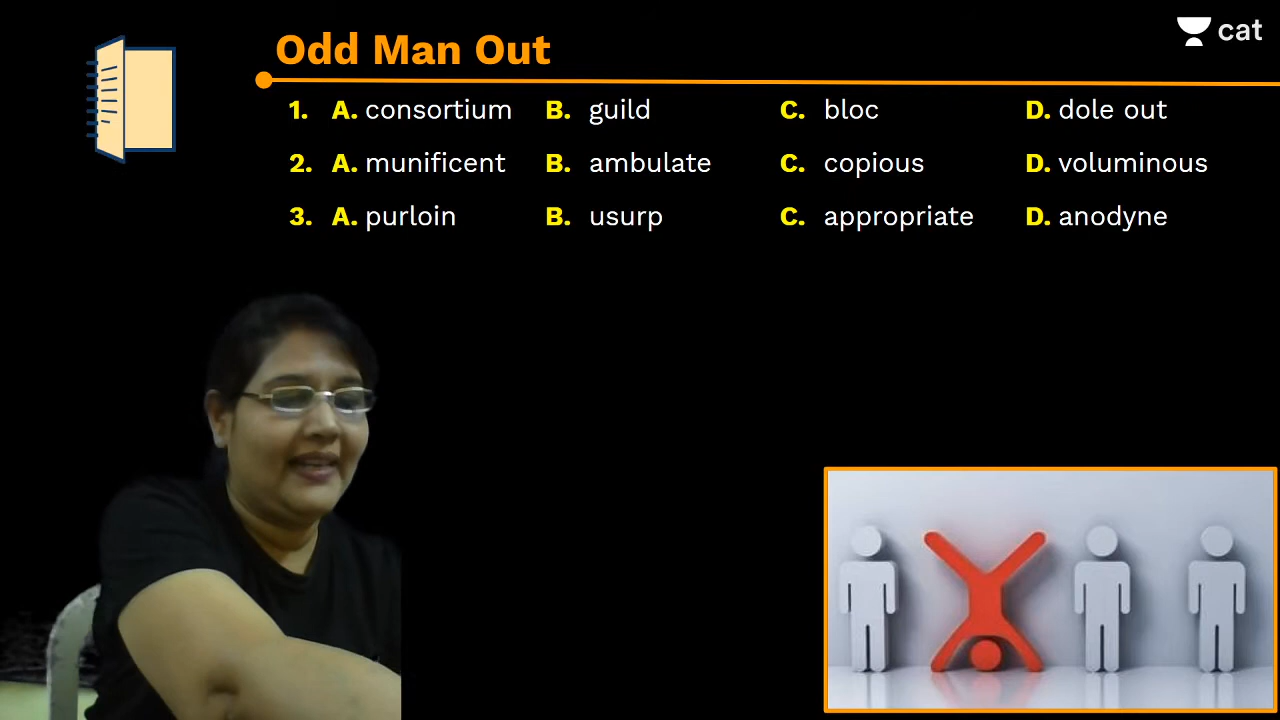 cat
Odd Man Out
1. A. consortium B. guild C. bloc D. dole out
2. A. munificent B. ambulate C. copious D. voluminous
3. A. purloin B. usurp C. appropriate D. anodyne